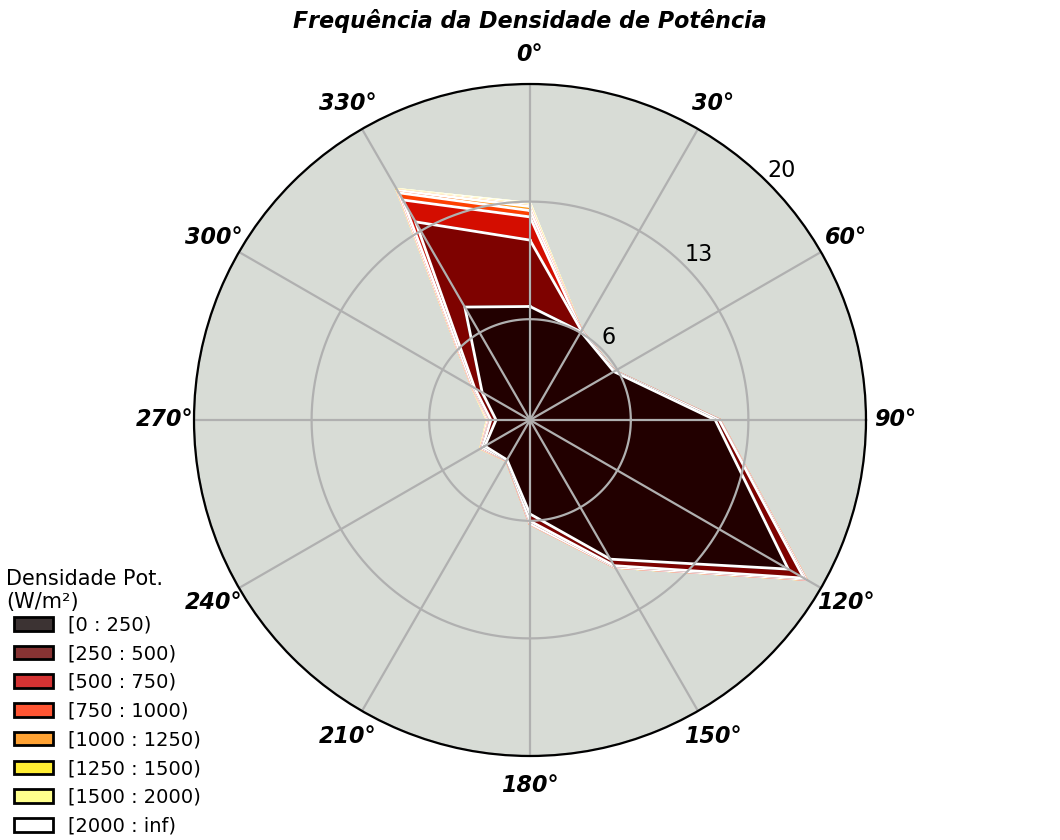 Frequência da Densidade de Potência
0°
330°
30°
20
300°
60°
13
6
270°
90°
240°
120°
210°
150°
180°
Densidade Pot.
(W/m²)
[0 : 250)
[250 : 500)
[500 : 750)
[750 : 1000)
[1000 : 1250)
[1250 : 1500)
[1500 : 2000)
[2000 : inf)